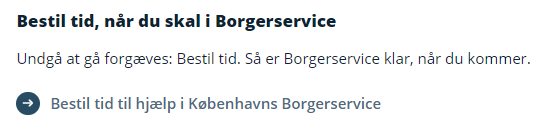 Bestil tid, når du skal i Borgerservice
Undgå at gå forgæves: Bestil tid. Så er Borgerservice klar, når du kommer.
Bestil tid til hjælp i Københavns Borgerservice